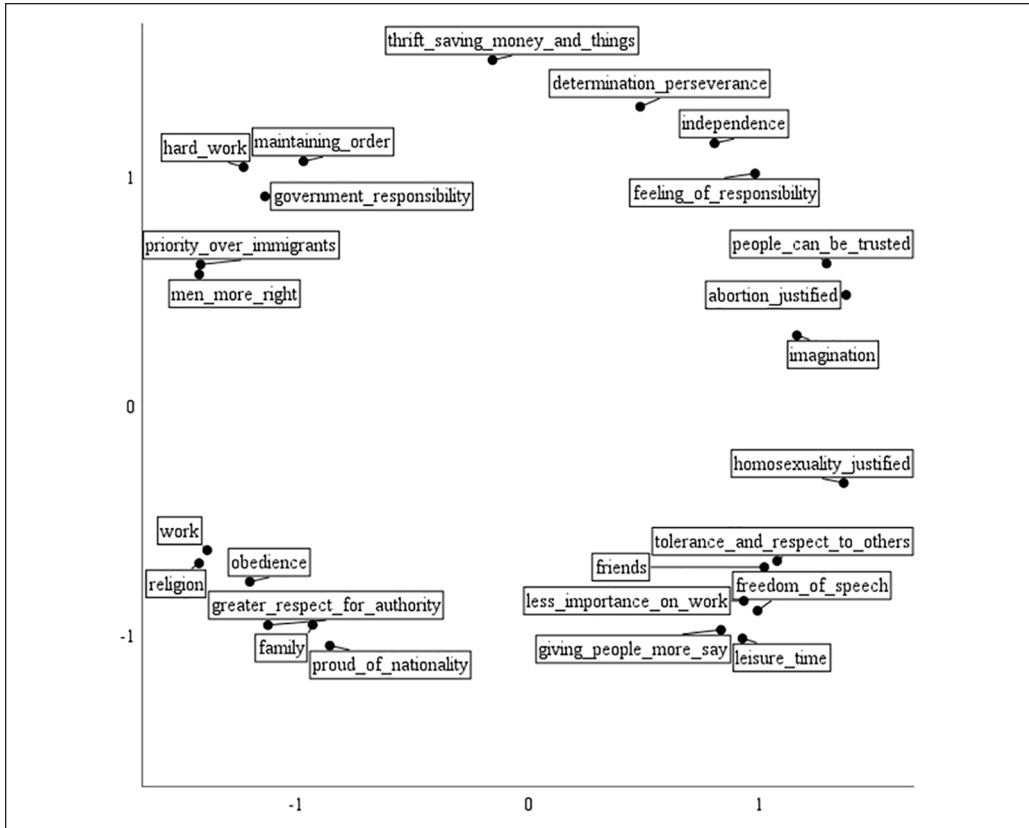 thrift_saving_money_and_things
determination_perseverance
independence
hard_work
maintaining_order
1
government_responsibility
feeling_of_responsibility
priority_over_immigrants
people_can_be_trusted
men_more_right
abortion_justified
imagination
0
homosexuality_justified
work
tolerance_and_respect_to_others
religion
obedience
friends
freedom_of_speech
greater_respect_for_authority
less_importance_on_work
-1
family
giving_people_more_say
leisure_time
proud_of_nationality
-1
0
1